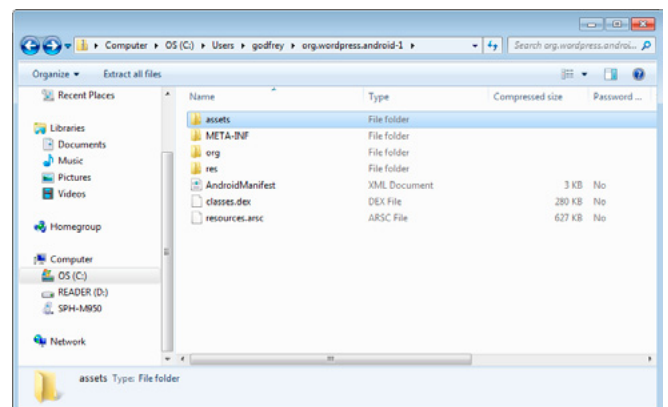 Computer ▸ OS (C:) ▸ Users ▸ godfrey ▸ org.wordpress.android-1 ▸
Search org.wordpress.androi...
Organize ▾ Extract all files
Recent Places
Libraries
Documents
Music
Pictures
Videos
Homegroup
Computer
OS (C:)
READER (D:)
SPH-M950
Network
Name Type Compressed size Password ...
assets File folder
META-INF File folder
org File folder
res File folder
AndroidManifest XML Document 3 KB No
classes.dex DEX File 280 KB No
resources.arsc ARSC File 627 KB No
assets Type: File folder